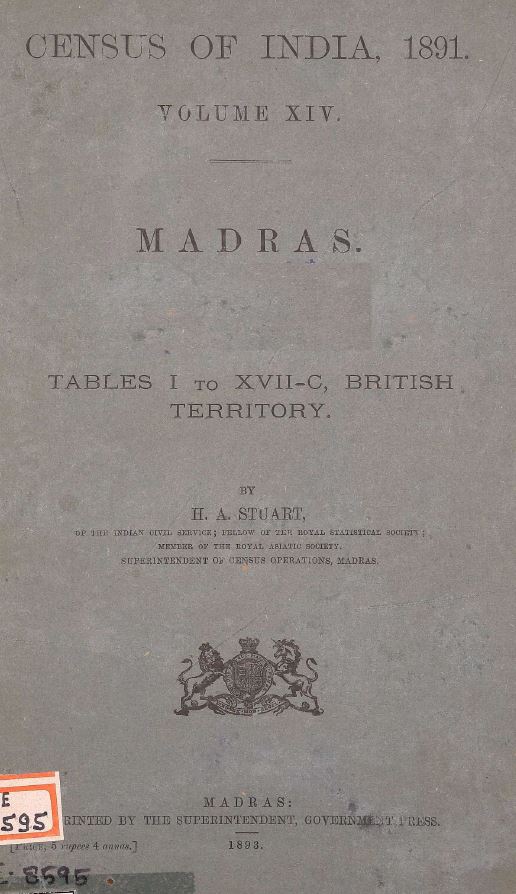 CENSUS OF INDIA, 1891.
VOLUME XIV.
MADRAS.
TABLES I TO XVII-C, BRITISH
TERRITORY.
BY
H. A. STUART,
OF THE INDIAN CIVIL SERVICE; FELLOW OF THE ROYAL STATISTICAL SOCIETY;
MEMBER OF THE ROYAL ASIATIC SOCIETY.
SUPERINTENDENT OF CENSUS OPERATIONS, MADRAS.
MADRAS:
RINTED BY THE SUPERINTENDENT, GOVERNMENT PRESS.
[PRICE, 5 rupees 4 annas.]
1893.
E
595
8595